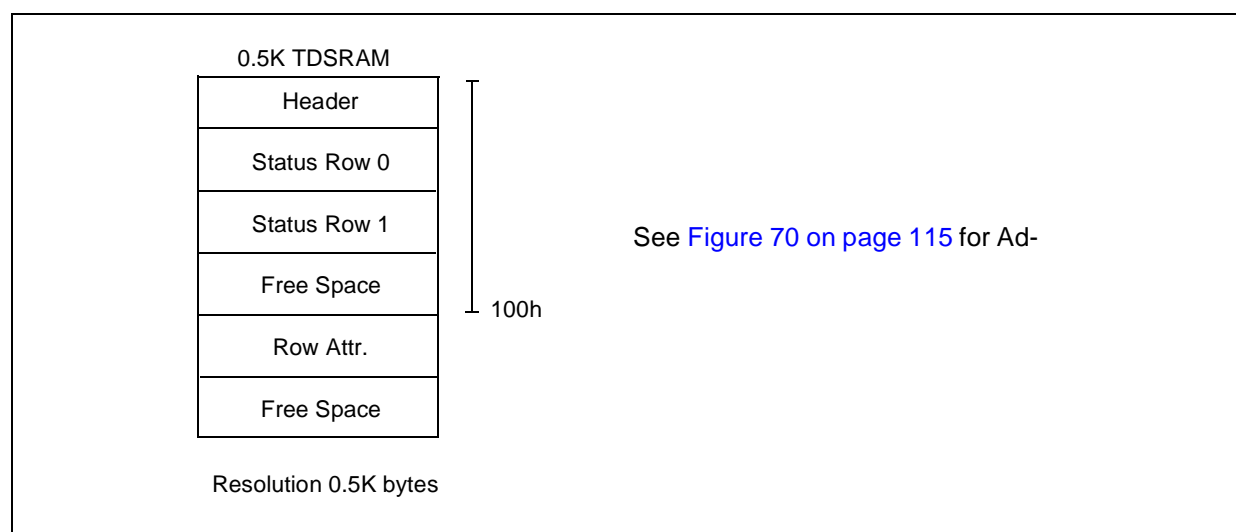 0.5K TDSRAM
Header
Status Row 0
Status Row 1
See Figure 70 on page 115 for Ad-
Free Space
100h
Row Attr.
Free Space
Resolution 0.5K bytes